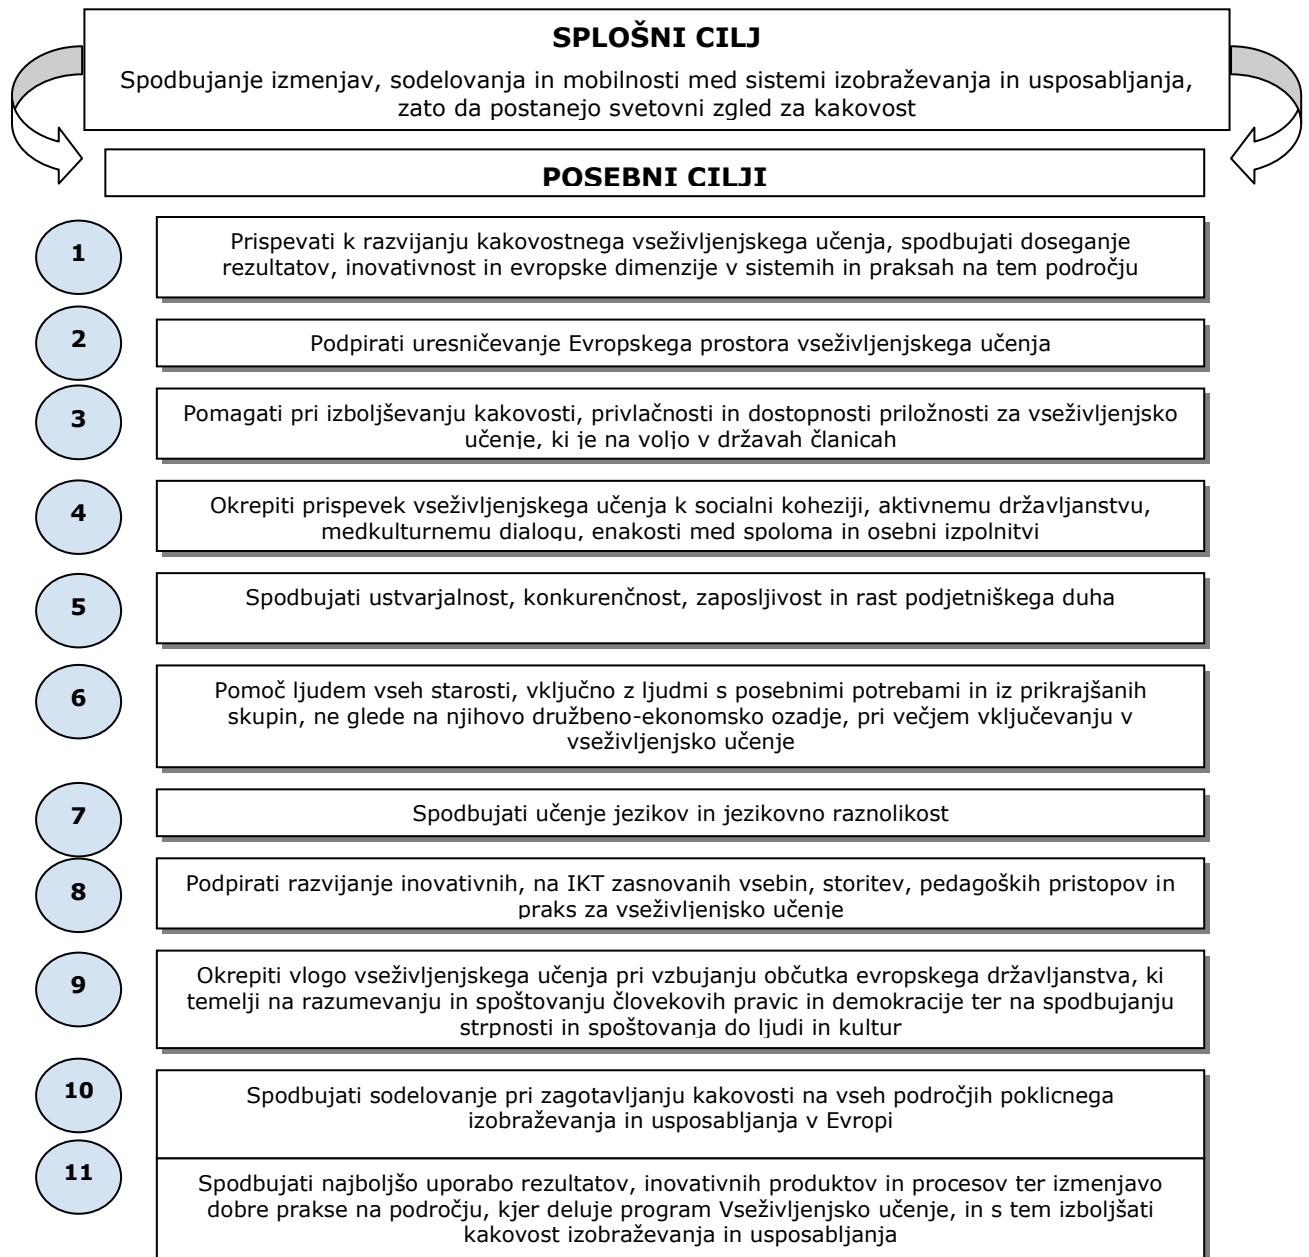 SPLOŠNI CILJ
Spodbujanje izmenjav, sodelovanja in mobilnosti med sistemi izobraževanja in usposabljanja,
zato da postanejo svetovni zgled za kakovost
POSEBNI CILJI
1
Prispevati k razvijanju kakovostnega vseživljenjskega učenja, spodbujati doseganje
rezultatov, inovativnost in evropske dimenzije v sistemih in praksah na tem področju
2
Podpirati uresničevanje Evropskega prostora vseživljenjskega učenja
3
Pomagati pri izboljševanju kakovosti, privlačnosti in dostopnosti priložnosti za vseživljenjsko
učenje, ki je na voljo v državah članicah
4
Okrepiti prispevek vseživljenjskega učenja k socialni koheziji, aktivnemu državljanstvu,
medkulturnemu dialogu, enakosti med spoloma in osebni izpolnitvi
5
Spodbujati ustvarjalnost, konkurenčnost, zaposljivost in rast podjetniškega duha
6
Pomoč ljudem vseh starosti, vključno z ljudmi s posebnimi potrebami in iz prikrajšanih
skupin, ne glede na njihovo družbeno-ekonomsko ozadje, pri večjem vključevanju v
vseživljenjsko učenje
7
Spodbujati učenje jezikov in jezikovno raznolikost
8
Podpirati razvijanje inovativnih, na IKT zasnovanih vsebin, storitev, pedagoških pristopov in
praks za vseživljenjsko učenje
9
Okrepiti vlogo vseživljenjskega učenja pri vzbujanju občutka evropskega državljanstva, ki
temelji na razumevanju in spoštovanju človekovih pravic in demokracije ter na spodbujanju
strpnosti in spoštovanja do ljudi in kultur
10
Spodbujati sodelovanje pri zagotavljanju kakovosti na vseh področjih poklicnega
izobraževanja in usposabljanja v Evropi
11
Spodbujati najboljšo uporabo rezultatov, inovativnih produktov in procesov ter izmenjavo
dobre prakse na področju, kjer deluje program Vseživljenjsko učenje, in s tem izboljšati
kakovost izobraževanja in usposabljanja